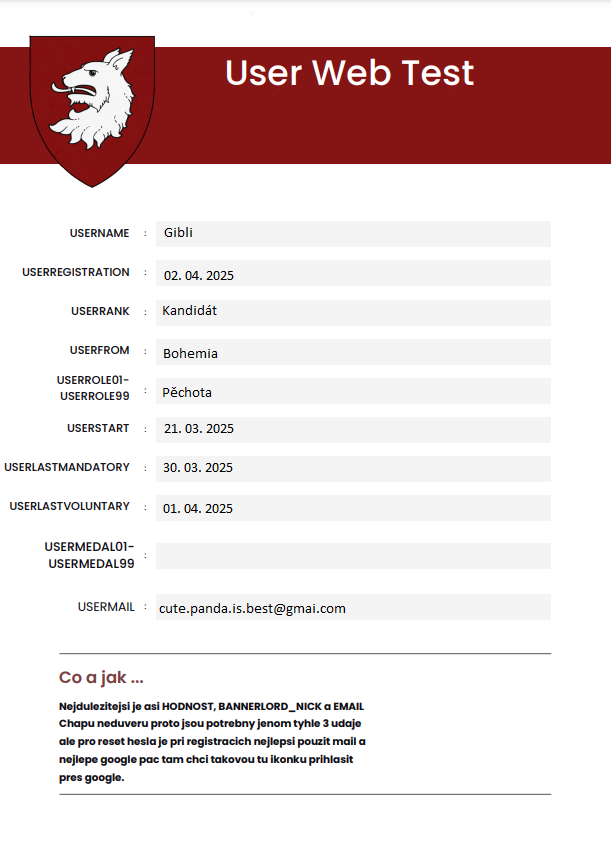 User Web Test
USERNAME : Gibli
USERREGISTRATION : 02. 04. 2025
USERRANK : Kandidát
USERFROM : Bohemia
USERROLE01-
USERROLE99 : Pěchota
USERSTART : 21. 03. 2025
USERLASTMANDATORY : 30. 03. 2025
USERLASTVOLUNTARY : 01. 04. 2025
USERMEDAL01-
USERMEDAL99 :
USERMAIL : cute.panda.is.best@gmai.com
Co a jak ...
Nejdulezitejsi je asi HODNOST, BANNERLORD_NICK a EMAIL
Chapu neduveru proto jsou potrebny jenom tyhle 3 udaje
ale pro reset hesla je pri registracich nejlepsi pouzit mail a
nejlepe google pac tam chci takovou tu ikonku prihlasit
pres google.